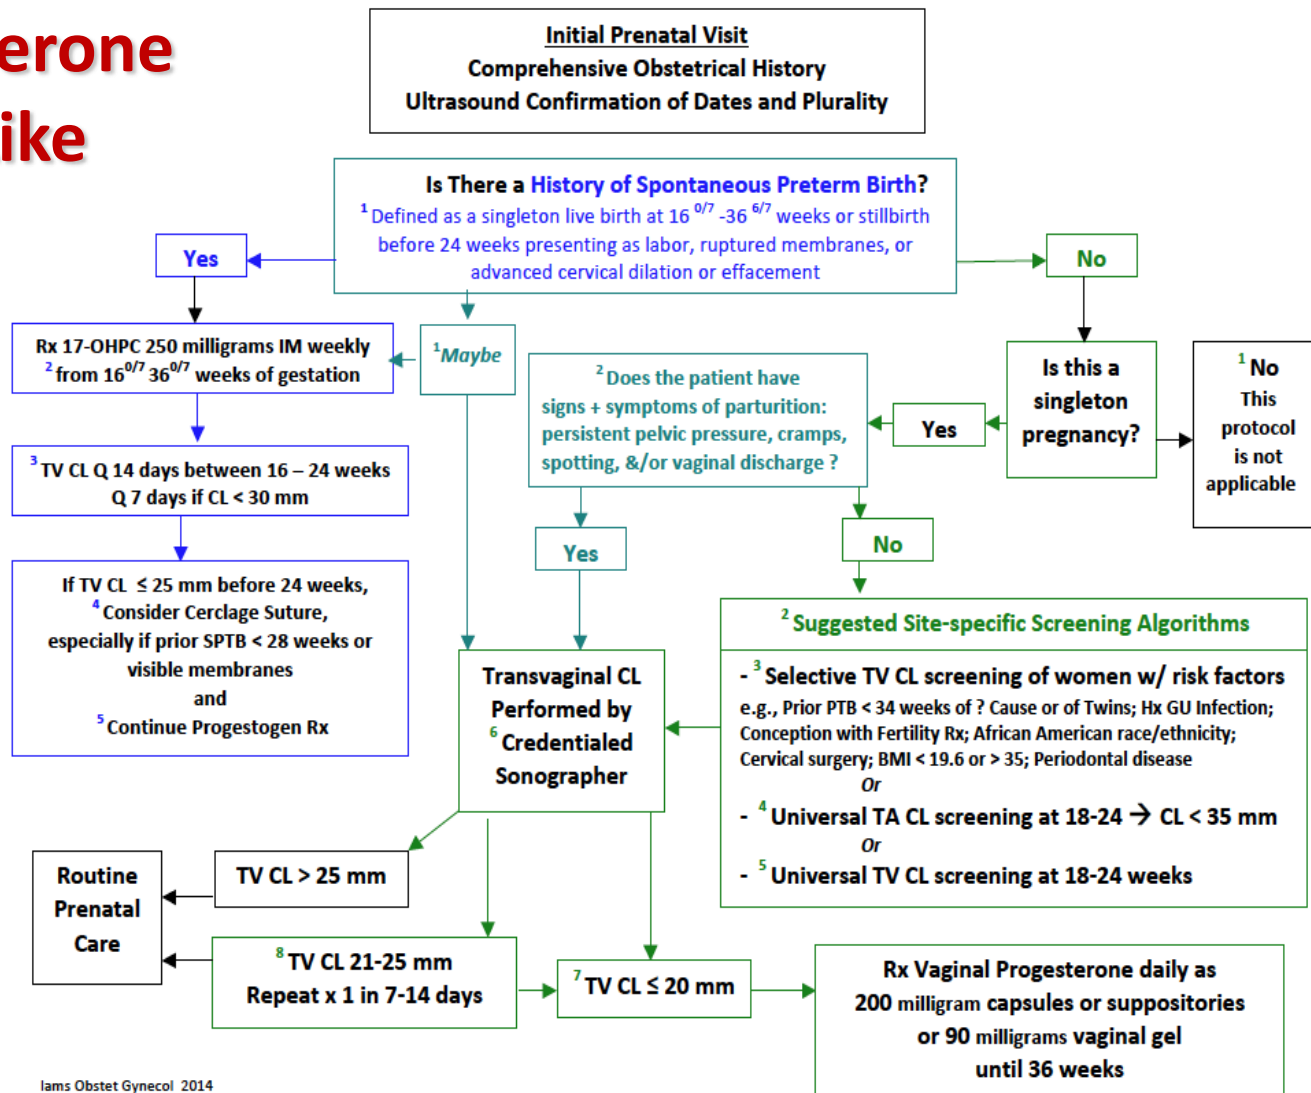 erone
ike
Initial Prenatal Visit
Comprehensive Obstetrical History
Ultrasound Confirmation of Dates and Plurality
Is There a History of Spontaneous Preterm Birth?
1 Defined as a singleton live birth at 16 0/7 -36 6/7 weeks or stillbirth
before 24 weeks presenting as labor, ruptured membranes, or
advanced cervical dilation or effacement
Yes
No
Rx 17-OHPC 250 milligrams IM weekly
2 from 16 0/7 36 0/7 weeks of gestation
1 Maybe
2 Does the patient have
signs + symptoms of parturition:
persistent pelvic pressure, cramps,
spotting, &/or vaginal discharge ?
Yes
Is this a
singleton
pregnancy?
1 No
This
protocol
is not
applicable
3 TV CL Q 14 days between 16 – 24 weeks
Q 7 days if CL < 30 mm
Yes
No
If TV CL ≤ 25 mm before 24 weeks,
4 Consider Cerclage Suture,
especially if prior SPTB < 28 weeks or
visible membranes
and
5 Continue Progestogen Rx
Transvaginal CL
Performed by
6 Credentialed
Sonographer
2 Suggested Site-specific Screening Algorithms
- 3 Selective TV CL screening of women w/ risk factors
e.g., Prior PTB < 34 weeks of ? Cause or of Twins; Hx GU Infection;
Conception with Fertility Rx; African American race/ethnicity;
Cervical surgery; BMI < 19.6 or > 35; Periodontal disease
Or
- 4 Universal TA CL screening at 18-24 → CL < 35 mm
Or
- 5 Universal TV CL screening at 18-24 weeks
Routine
Prenatal
Care
TV CL > 25 mm
8 TV CL 21-25 mm
Repeat x 1 in 7-14 days
7 TV CL ≤ 20 mm
Rx Vaginal Progesterone daily as
200 milligram capsules or suppositories
or 90 milligrams vaginal gel
until 36 weeks
Iams Obstet Gynecol 2014